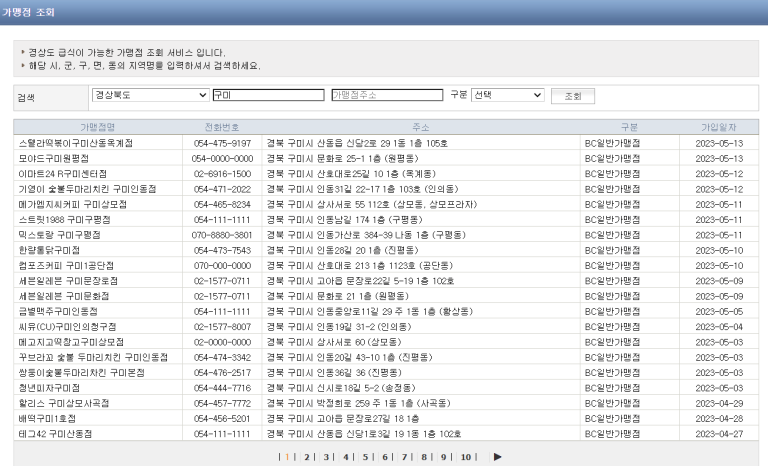 가맹점 조회
* 경상도 급식이 가능한 가맹점 조회 서비스 입니다.
* 해당 시, 군, 구, 면, 동의 지역명을 입력하셔서 검색하세요.
검색 경상북도 구미 가맹점주소 구분 선택 조회
가맹점명 전화번호 주소 구분 가입일자
스텔라떡볶이구미산동옥계점 054-475-9197 경북 구미시 산동읍 신당2로 29 1동 1층 105호 BC일반가맹점 2023-05-13
모야드구미원평점 054-0000-0000 경북 구미시 문화로 25-1 1층 (원평동) BC일반가맹점 2023-05-13
이마트24 R구미센터점 02-6916-1500 경북 구미시 산호대로25길 10 1층 (옥계동) BC일반가맹점 2023-05-12
기영이 숯불두마리치킨 구미인동점 054-471-2022 경북 구미시 인동31길 22-17 1층 103호 (인의동) BC일반가맹점 2023-05-12
메가엠지씨커피 구미상모점 054-465-8234 경북 구미시 상사서로 55 112호 (상모동, 상모프라자) BC일반가맹점 2023-05-11
스트릿1988 구미구평점 054-111-1111 경북 구미시 인동남길 174 1층 (구평동) BC일반가맹점 2023-05-11
믹스토랑 구미구평점 070-8880-3801 경북 구미시 인동가산로 384-39 나동 1층 (구평동) BC일반가맹점 2023-05-11
한량통닭구미점 054-473-7543 경북 구미시 인동28길 20 1층 (진평동) BC일반가맹점 2023-05-10
컴포즈커피 구미1공단점 070-000-0000 경북 구미시 산호대로 213 1층 1123호 (공단동) BC일반가맹점 2023-05-10
세븐일레븐 구미문장로점 02-1577-0711 경북 구미시 고아읍 문장로22길 5-19 1층 102호 BC일반가맹점 2023-05-09
세븐일레븐 구미문화점 02-1577-0711 경북 구미시 문화로 21 1층 (원평동) BC일반가맹점 2023-05-09
금별맥주구미인동점 054-111-1111 경북 구미시 인동중앙로11길 29 주 1동 1층 (황상동) BC일반가맹점 2023-05-05
씨유(CU)구미인의청구점 02-1577-8007 경북 구미시 인동19길 31-2 (인의동) BC일반가맹점 2023-05-04
메고지고떡창고구미상모점 02-0000-0000 경북 구미시 상사서로 60 (상모동) BC일반가맹점 2023-05-03
꾸브라꼬 숯불 두마리치킨 구미인동점 054-474-3342 경북 구미시 인동20길 43-10 1층 (진평동) BC일반가맹점 2023-05-03
쌍둥이숯불두마리차킨 구미본점 054-476-2517 경북 구미시 인동36길 36 (진평동) BC일반가맹점 2023-05-03
청년피자구미점 054-444-7716 경북 구미시 신시로18길 5-2 (송정동) BC일반가맹점 2023-05-03
할리스 구미상모사곡점 054-457-7772 경북 구미시 박정희로 259 주 1동 1층 (사곡동) BC일반가맹점 2023-04-29
배떡구미1호점 054-456-5201 경북 구미시 고아읍 문장로27길 18 1층 BC일반가맹점 2023-04-28
테그42 구미산동점 054-111-1111 경북 구미시 산동읍 신당1로3길 19 1동 1층 102호 BC일반가맹점 2023-04-27
| 1 | | 2 | | 3 | | 4 | | 5 | | 6 | | 7 | | 8 | | 9 | | 10 | ▶